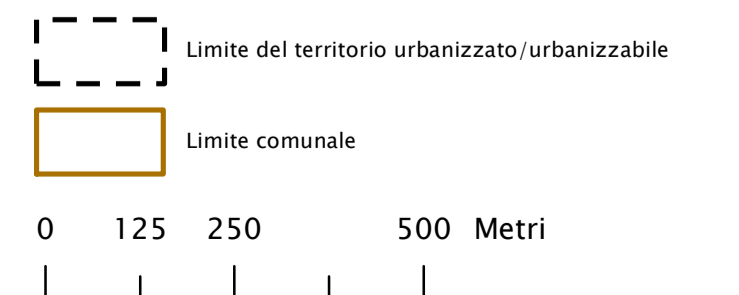 Limite del territorio urbanizzato/urbanizzabile
Limite comunale
0 125 250 500 Metri